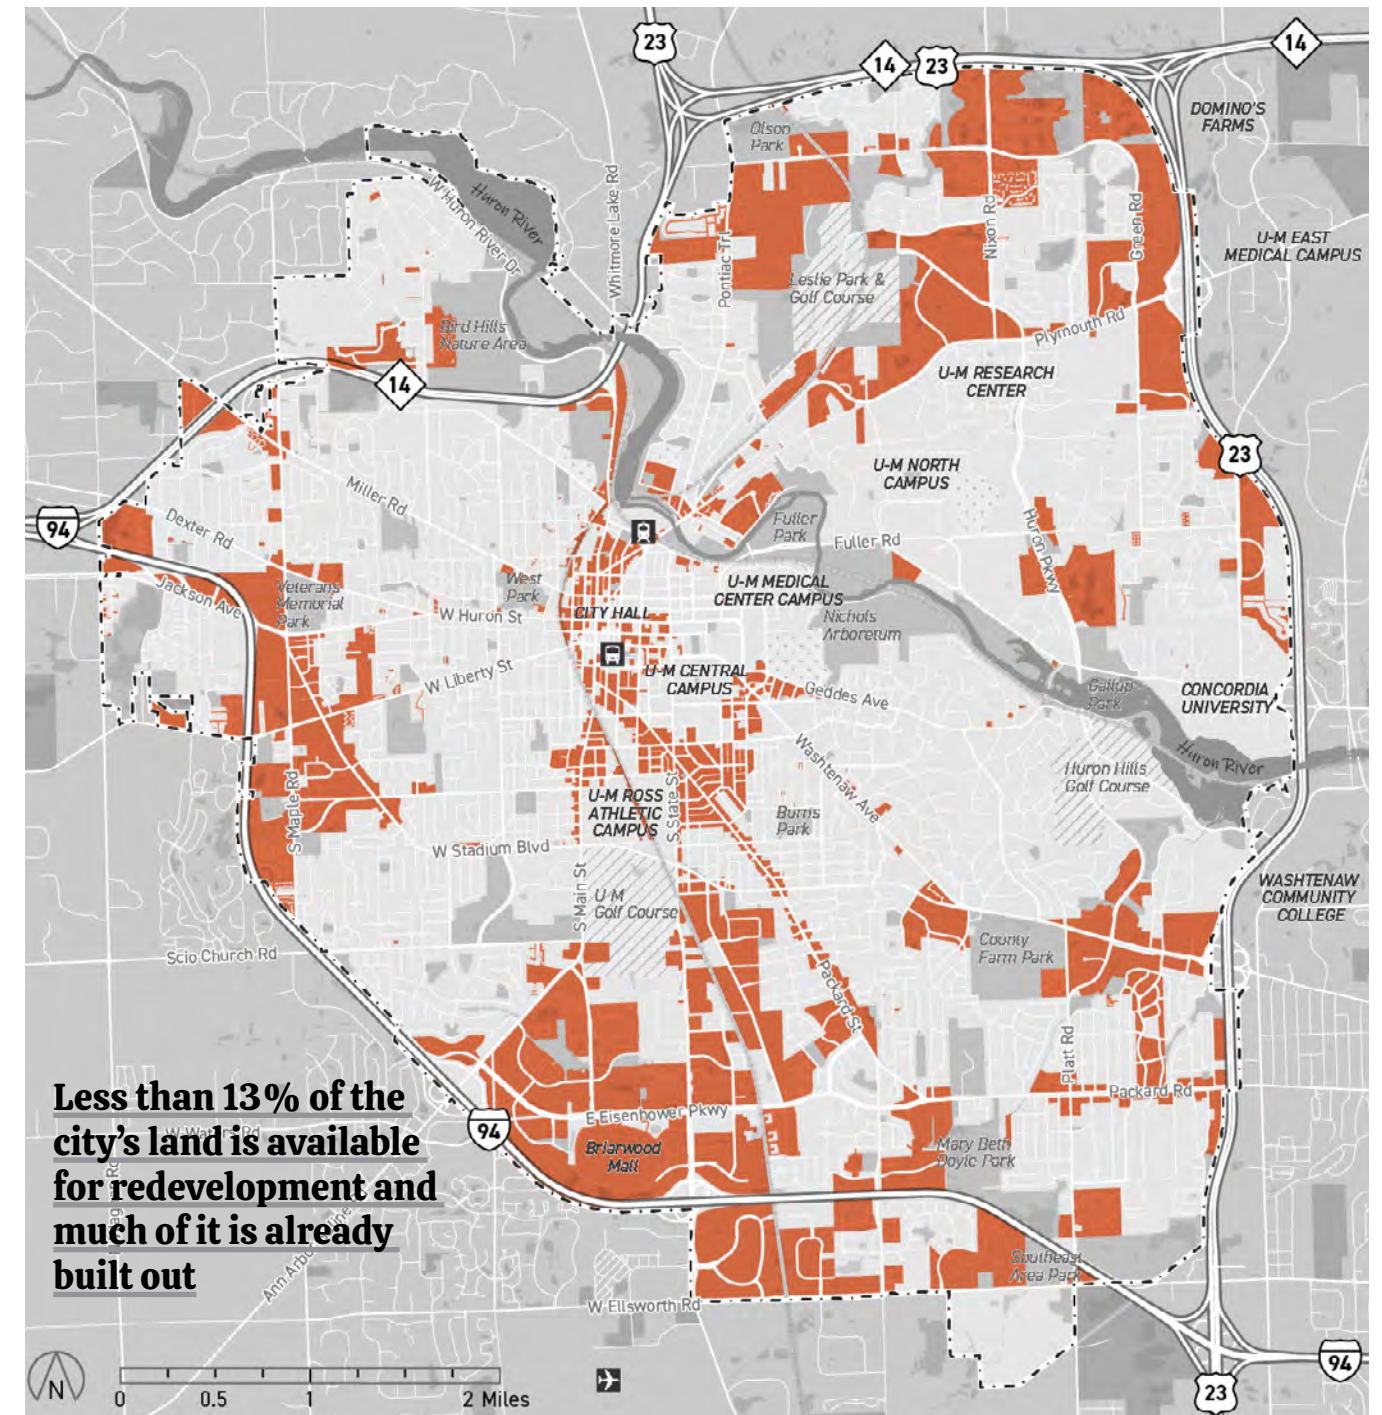 23
14
14
23
DOMINO'S
FARMS
Olson
Park
W Huron River Dr
Huron River
Whitmore Lake Rd
Pontiac Trl
Nixon Rd
Green Rd
U-M EAST
MEDICAL CAMPUS
Leslie Park &
Golf Course
Bird Hills
Nature Area
Plymouth Rd
14
U-M RESEARCH
CENTER
23
U-M NORTH
CAMPUS
Miller Rd
94
Dexter Rd
Fuller
Park
Fuller Rd
Huron Pkwy
Jackson Ave
Veterans
Memorial
Park
West
Park
W Huron St
CITY HALL
U-M MEDICAL
CENTER CAMPUS
Nichols
Arboretum
W Liberty St
U-M CENTRAL
CAMPUS
Geddes Ave
Gallup
Park
CONCORDIA
UNIVERSITY
Huron River
Washtenaw Ave
Huron Hills
Golf Course
S Maple Rd
U-M ROSS
ATHLETIC
CAMPUS
S State St
Burns
Park
W Stadium Blvd
S Main St
U-M
Golf Course
WASHTENAW
COMMUNITY
COLLEGE
Scio Church Rd
County
Farm Park
Packard St
Platt Rd
Packard Rd
Less than 13% of the
city's land is available
for redevelopment and
much of it is already
built out
94
E Eisenhower Pkwy
Briarwood
Mall
Mary Beth
Doyle Park
Southeast
Area Park
W Ellsworth Rd
N
0 0.5 1 2 Miles
94
23